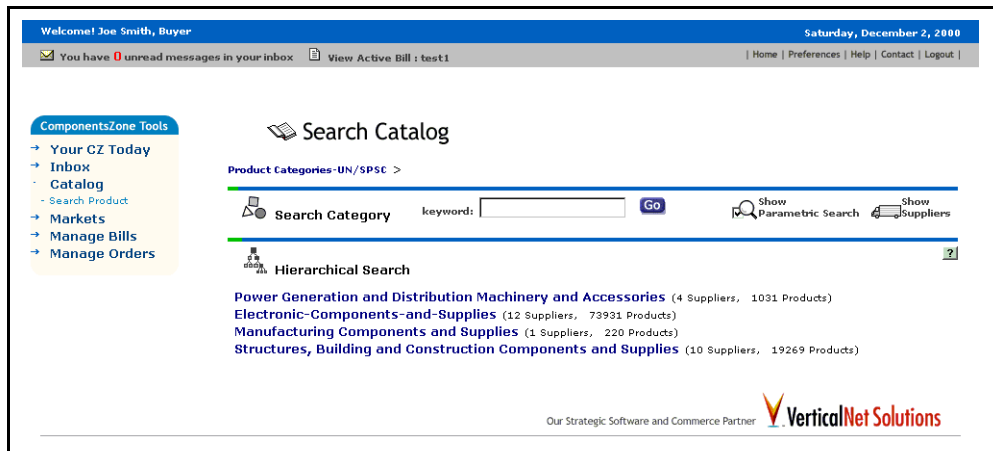 Welcome! Joe Smith, Buyer
Saturday, December 2, 2000
You have 0 unread messages in your inbox View Active Bill : test1
| Home | Preferences | Help | Contact | Logout |
ComponentsZone Tools
Your CZ Today
Inbox
Catalog
- Search Product
Markets
Manage Bills
Manage Orders
Search Catalog
Product Categories-UN/SPSC >
Search Category keyword: Go Show Parametric Search Show Suppliers
Hierarchical Search ?
Power Generation and Distribution Machinery and Accessories (4 Suppliers, 1031 Products)
Electronic-Components-and-Supplies (12 Suppliers, 73931 Products)
Manufacturing Components and Supplies (1 Suppliers, 220 Products)
Structures, Building and Construction Components and Supplies (10 Suppliers, 19269 Products)
Our Strategic Software and Commerce Partner VerticalNet Solutions